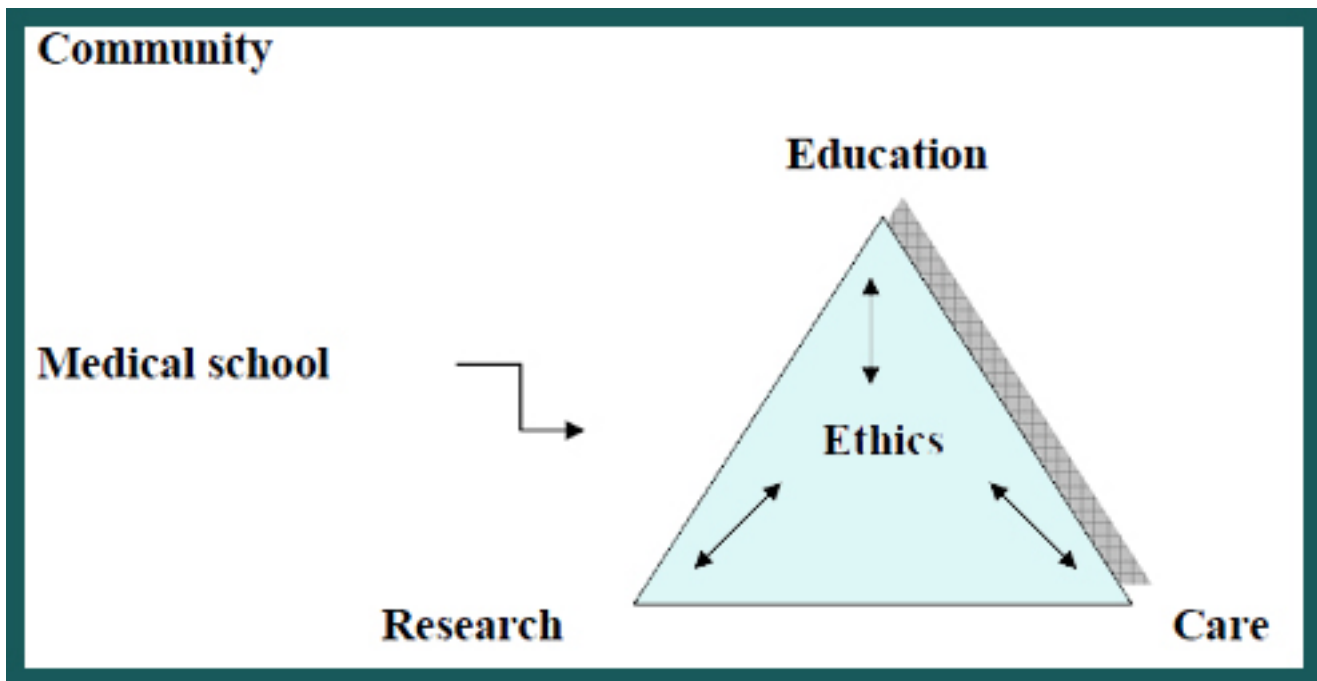 Community
Education
Medical school
Ethics
Research
Care